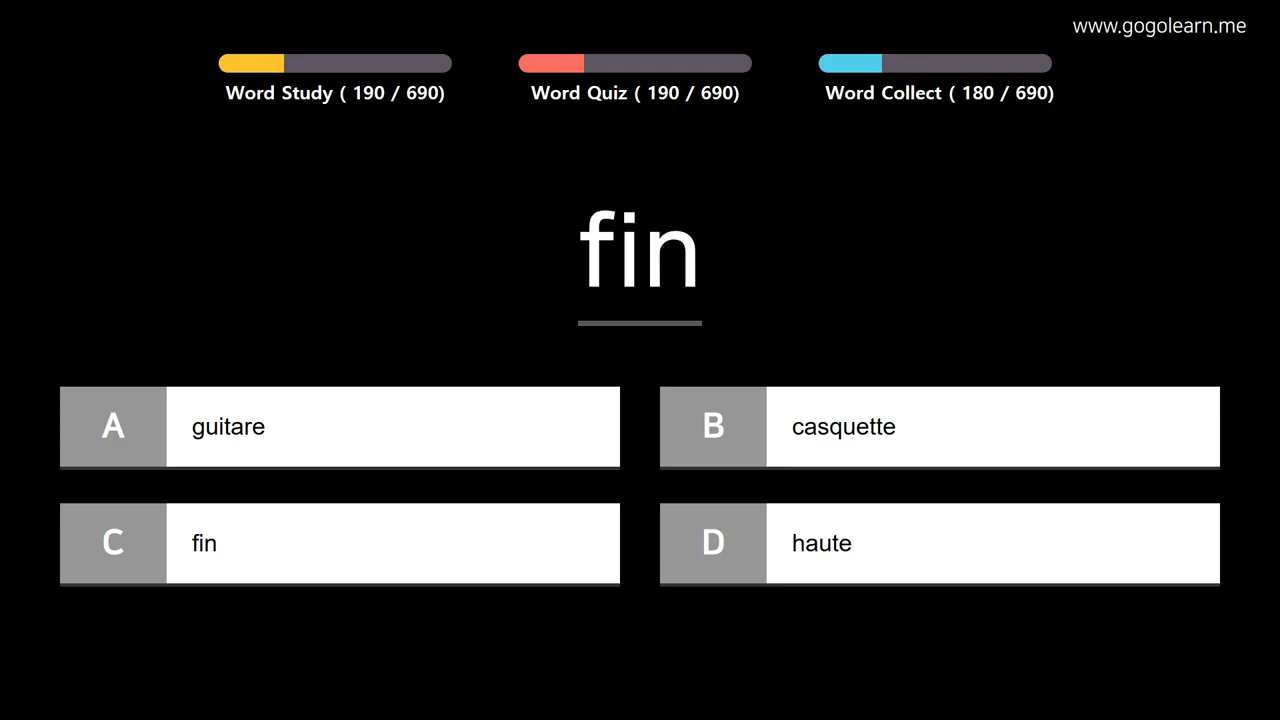 www.gogolearn.me
Word Study ( 190 / 690)
Word Quiz ( 190 / 690)
Word Collect ( 180 / 690)
fin
A guitare
B casquette
C fin
D haute